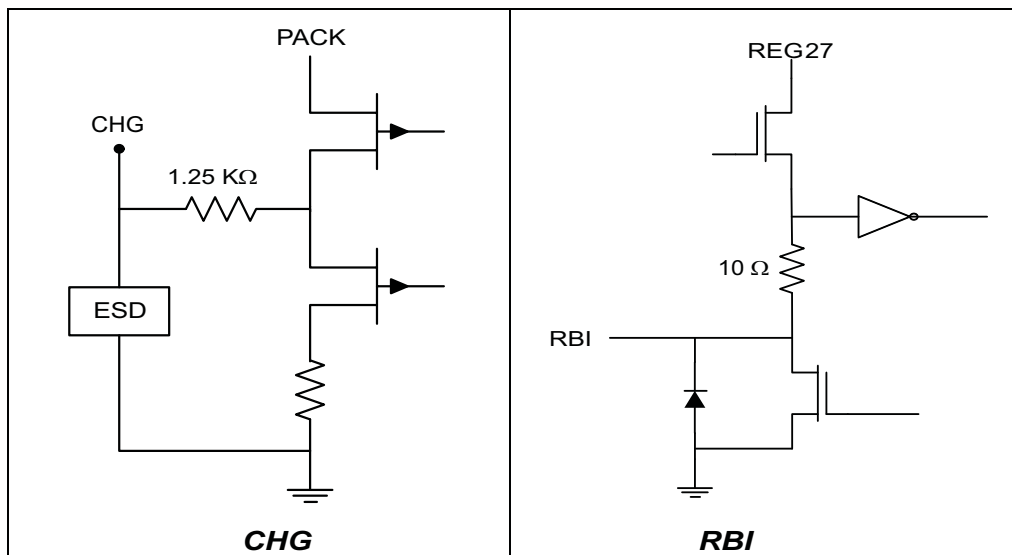 PACK
CHG
1.25 KΩ
ESD
CHG
REG27
10 Ω
RBI
RBI